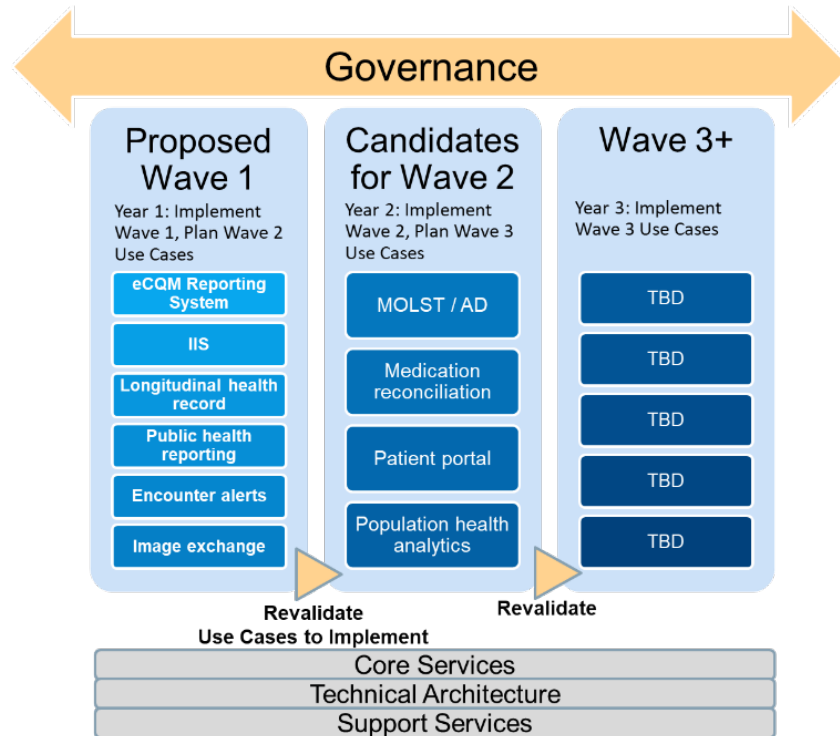 Governance
Proposed
Wave 1
Year 1: Implement
Wave 1, Plan Wave 2
Use Cases
eCQM Reporting
System
IIS
Longitudinal health
record
Public health
reporting
Encounter alerts
Image exchange
Candidates
for Wave 2
Year 2: Implement
Wave 2, Plan Wave 3
Use Cases
MOLST / AD
Medication
reconciliation
Patient portal
Population health
analytics
Wave 3+
Year 3: Implement
Wave 3 Use Cases
TBD
TBD
TBD
TBD
TBD
Revalidate
Use Cases to Implement
Revalidate
Core Services
Technical Architecture
Support Services